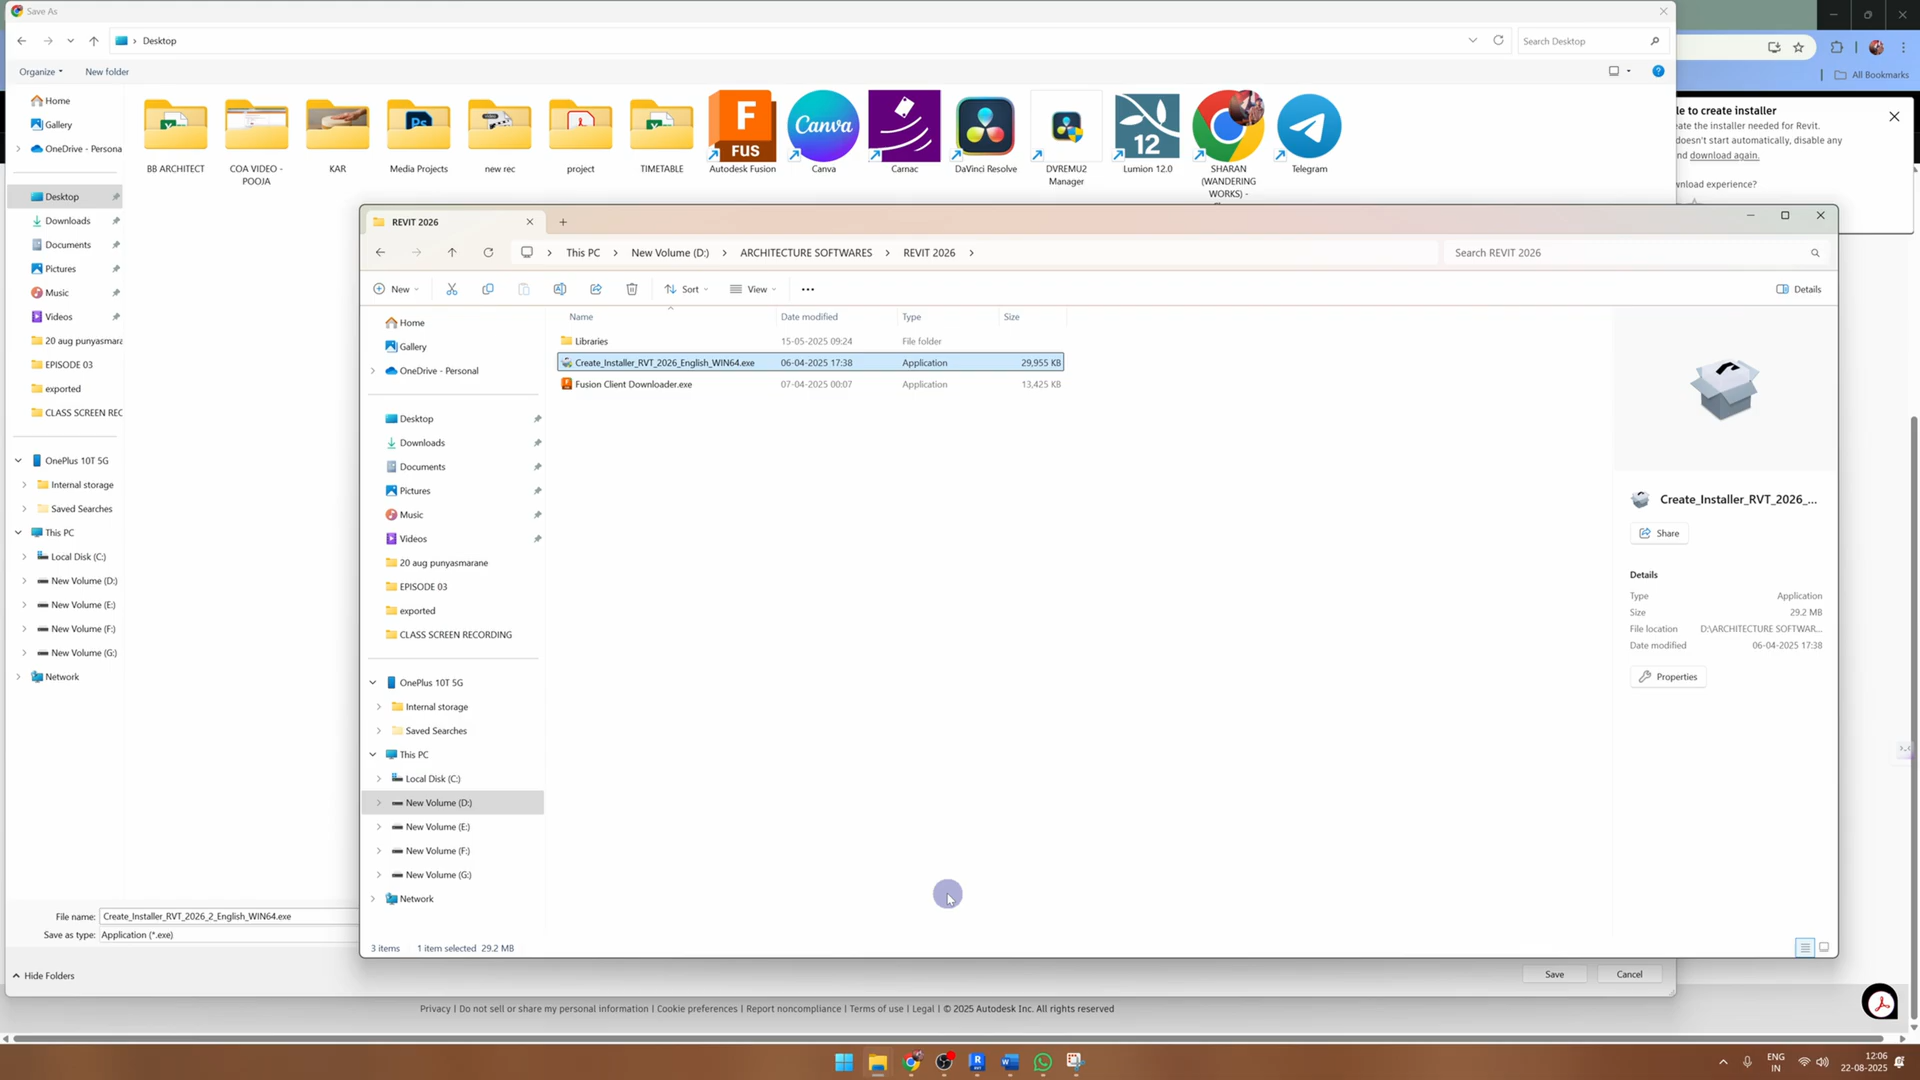 Save As
Desktop
Search Desktop
Organize
New folder
All Bookmarks
Home
Gallery
OneDrive - Persona
Desktop
Downloads
Documents
Pictures
Music
Videos
20 aug punyasmara
EPISODE 03
exported
CLASS SCREEN REC
OnePlus 10T 5G
Internal storage
Saved Searches
This PC
Local Disk (C:)
New Volume (D:)
New Volume (E:)
New Volume (F:)
New Volume (G:)
Network
BB ARCHITECT
COA VIDEO -
POOJA
KAR
Media Projects
new rec
project
TIMETABLE
FUS
Autodesk Fusion
Canva
Canva
Carnac
DaVinci Resolve
DVREMU2
Manager
12
Lumion 12.0
SHARAN
(WANDERING
WORKS) -
Telegram
le to create installer
eate the installer needed for Revit.
doesn't start automatically, disable any
nd download again.
wnload experience?
REVIT 2026
This PC
New Volume (D:)
ARCHITECTURE SOFTWARES
REVIT 2026
Search REVIT 2026
New
Sort
View
Details
Home
Gallery
OneDrive - Personal
Desktop
Downloads
Documents
Pictures
Music
Videos
20 aug punyasmarane
EPISODE 03
exported
CLASS SCREEN RECORDING
OnePlus 10T 5G
Internal storage
Saved Searches
This PC
Local Disk (C:)
New Volume (D:)
New Volume (E:)
New Volume (F:)
New Volume (G:)
Network
Name Date modified Type Size
Libraries 15-05-2025 09:24 File folder
Create_Installer_RVT_2026_English_WIN64.exe 06-04-2025 17:38 Application 29,955 KB
Fusion Client Downloader.exe 07-04-2025 00:07 Application 13,425 KB
Create_Installer_RVT_2026_...
Share
Details
Type Application
Size 29.2 MB
File location D:\ARCHITECTURE SOFTWAR...
Date modified 06-04-2025 17:38
Properties
3 items 1 item selected 29.2 MB
File name: Create_Installer_RVT_2026_2_English_WIN64.exe
Save as type: Application (*.exe)
Hide Folders
Save
Cancel
Privacy | Do not sell or share my personal information | Cookie preferences | Report noncompliance | Terms of use | Legal | © 2025 Autodesk Inc. All rights reserved
ENG
IN
12:06
22-08-2025